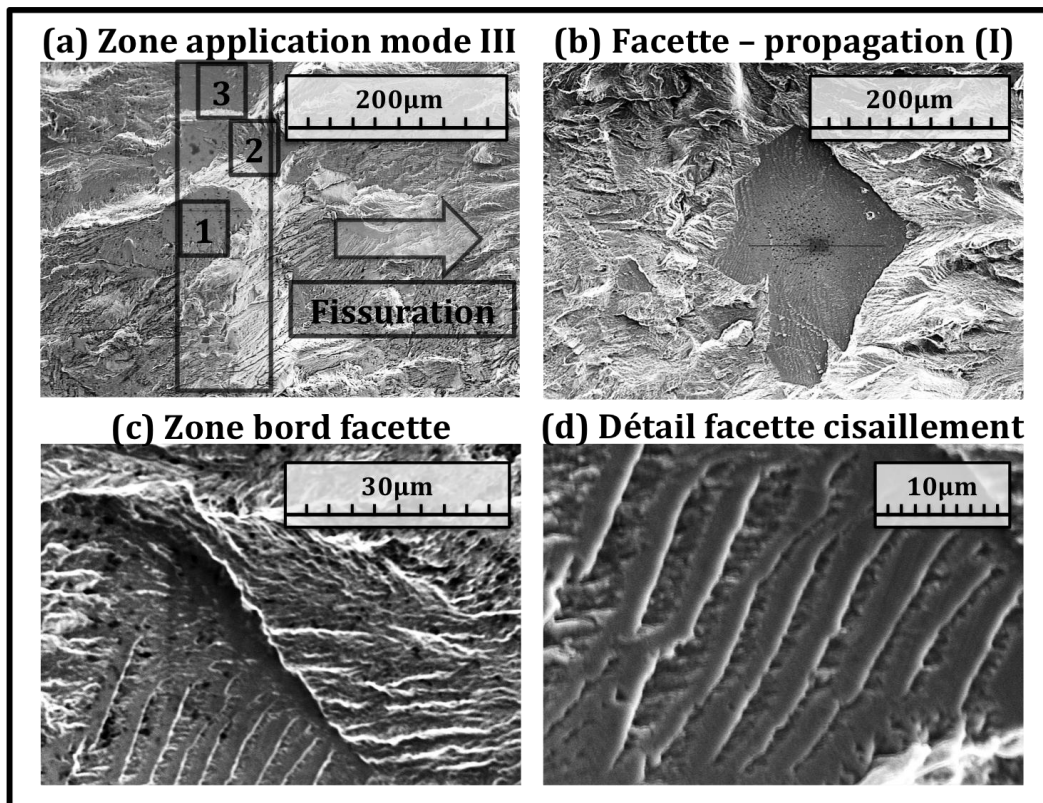 (a) Zone application mode III
200µm
3
2
1
Fissuration
(b) Facette – propagation (I)
200µm
(c) Zone bord facette
30µm
(d) Détail facette cisaillement
10µm